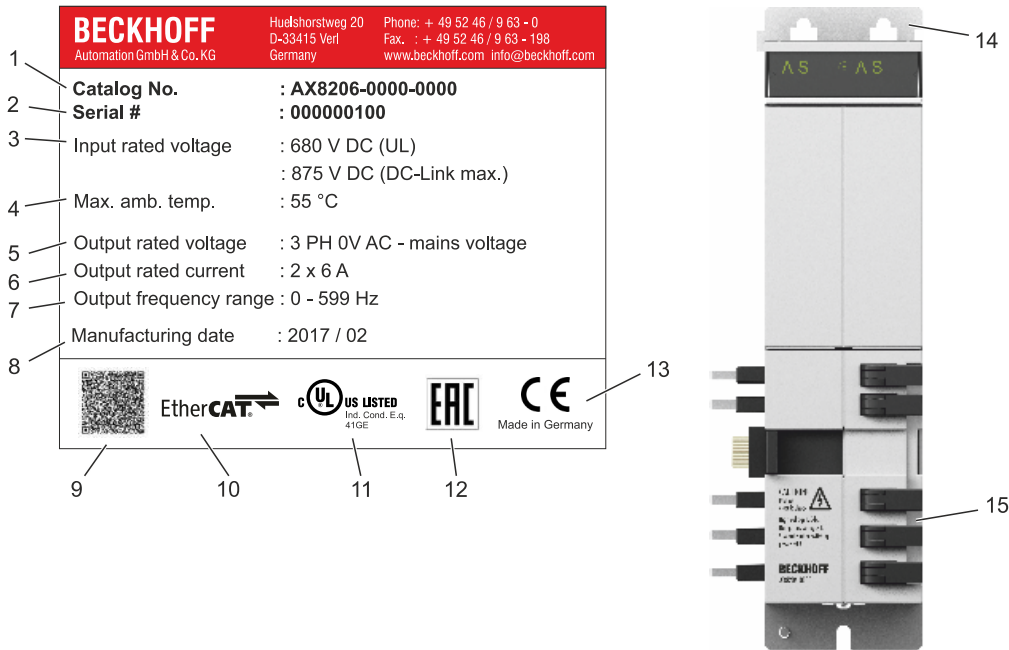 BECKHOFF
Automation GmbH & Co. KG
Huelshorstweg 20
D-33415 Verl
Germany
Phone: + 49 52 46 / 9 63 - 0
Fax. : + 49 52 46 / 9 63 - 198
www.beckhoff.com info@beckhoff.com
1
Catalog No. : AX8206-0000-0000
2
Serial # : 000000100
3
Input rated voltage : 680 V DC (UL)
: 875 V DC (DC-Link max.)
4
Max. amb. temp. : 55 °C
5
Output rated voltage : 3 PH 0V AC - mains voltage
6
Output rated current : 2 x 6 A
7
Output frequency range : 0 - 599 Hz
8
Manufacturing date : 2017 / 02
EtherCAT®
c UL® US LISTED
Ind. Cond. E.q.
41GE
EAC
CE
Made in Germany
9
10
11
12
13
14
AS AS
15
BECKHOFF